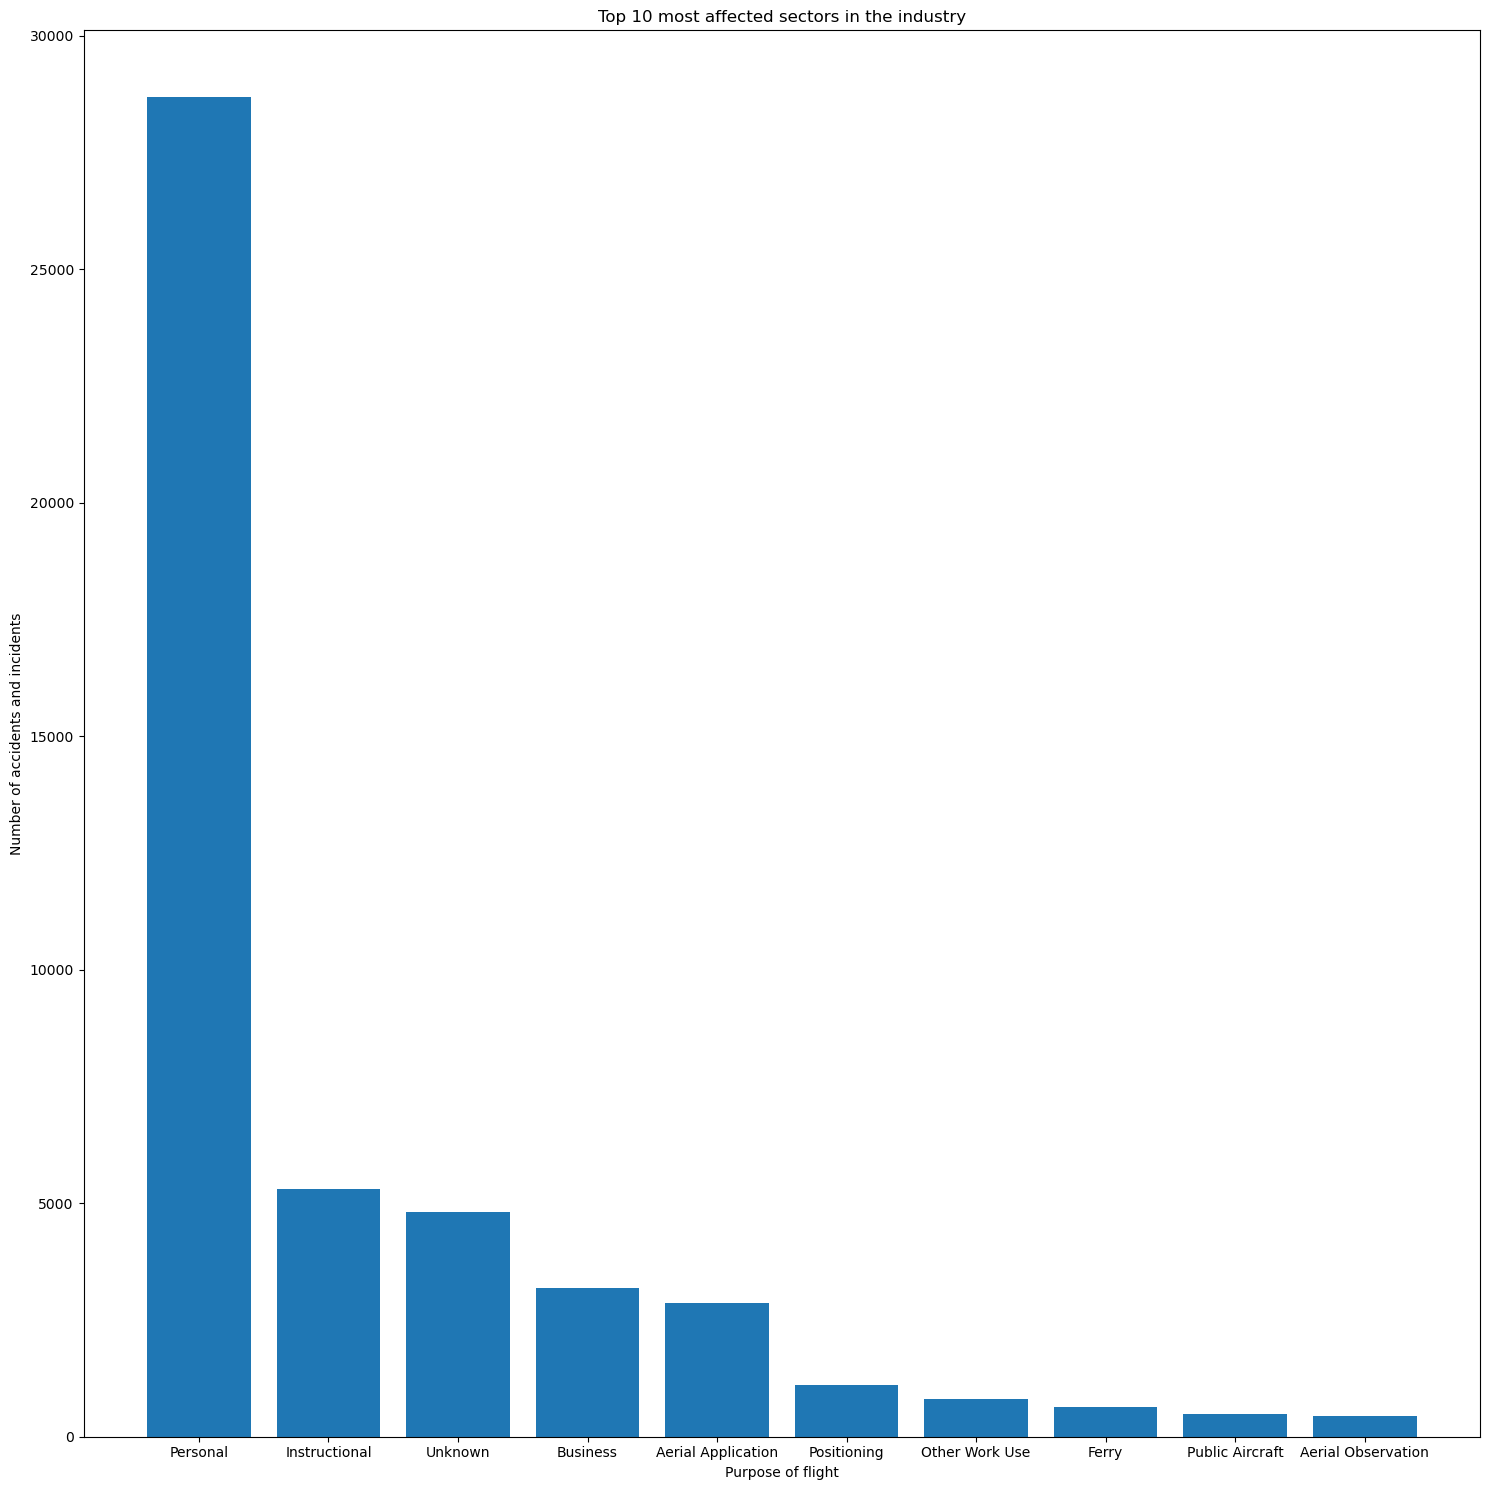 Top 10 most affected sectors in the industry
30000
25000
20000
15000
10000
5000
0
Number of accidents and incidents
Personal Instructional Unknown Business Aerial Application Positioning Other Work Use Ferry Public Aircraft Aerial Observation
Purpose of flight